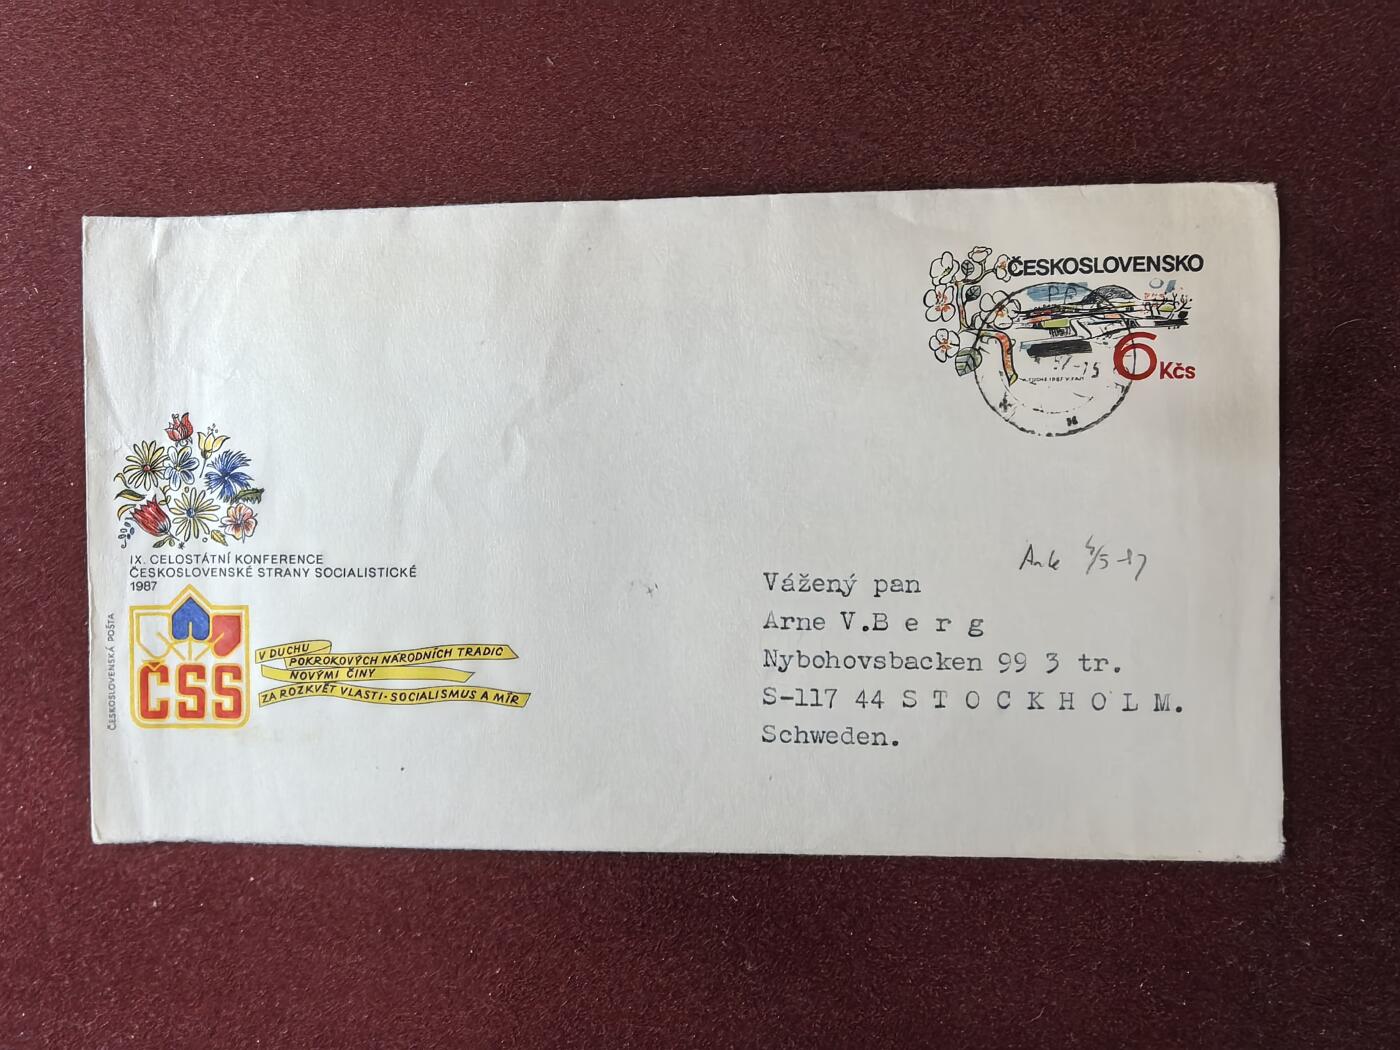 ČESKOSLOVENSKO
6 Kčs
IX. CELOSTÁTNÍ KONFERENCE
ČESKOSLOVENSKÉ STRANY SOCIALISTICKÉ
1987
ČSS
V DUCHU
POKROKOVÝCH NÁRODNÍCH TRADIC
NOVÝMI ČINY
ZA ROZKVĚT VLASTI - SOCIALISMUS A MÍR
ČESKOSLOVENSKÁ POŠTA
Vážený pan
Arne V.B e r g
Nybohovsbacken 99 3 tr.
S-117 44 S T O C K H O L M.
Schweden.